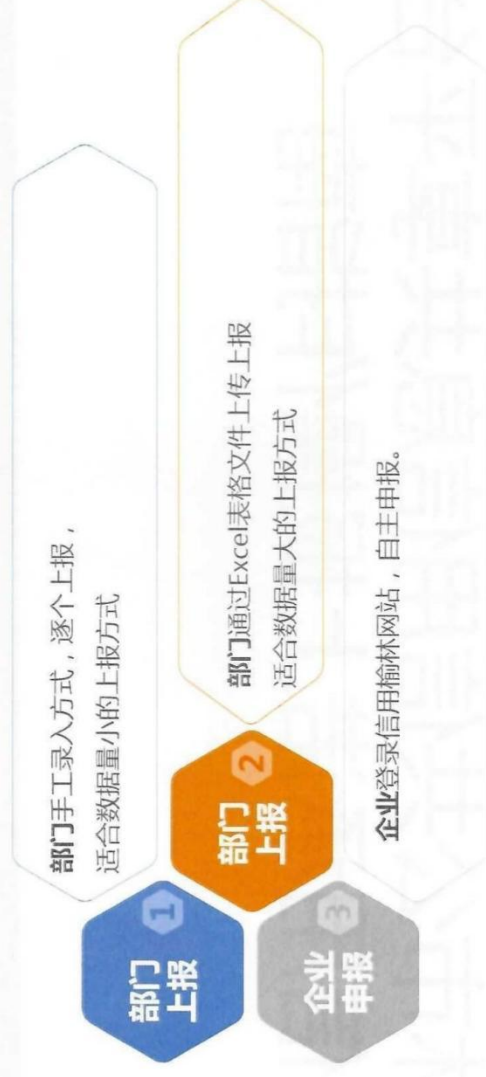 部门
上报
1
部门手工录入方式，逐个上报，
适合数据量小的上报方式
部门
上报
2
部门通过Excel表格文件上传上报
适合数据量大的上报方式
企业
申报
3
企业登录信用榆林网站，自主申报。